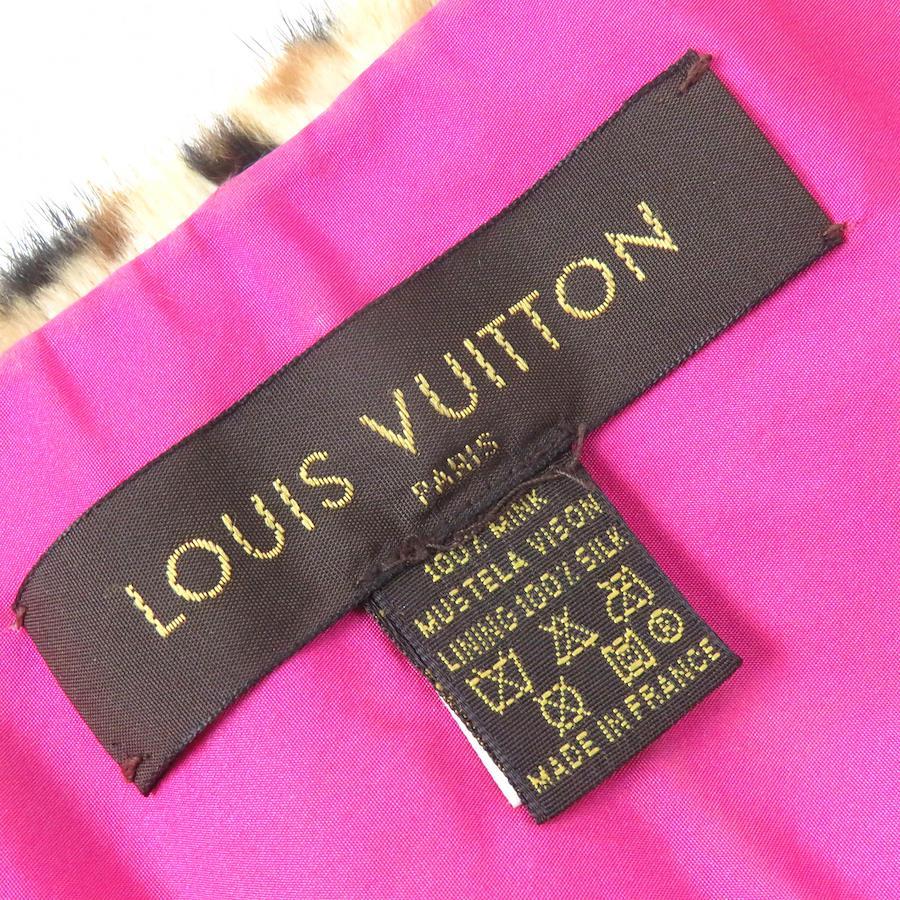 LOUIS VUITTON
PARIS
100% MINK
MUSTELA VISON
LINING 100% SILK
MADE IN FRANCE